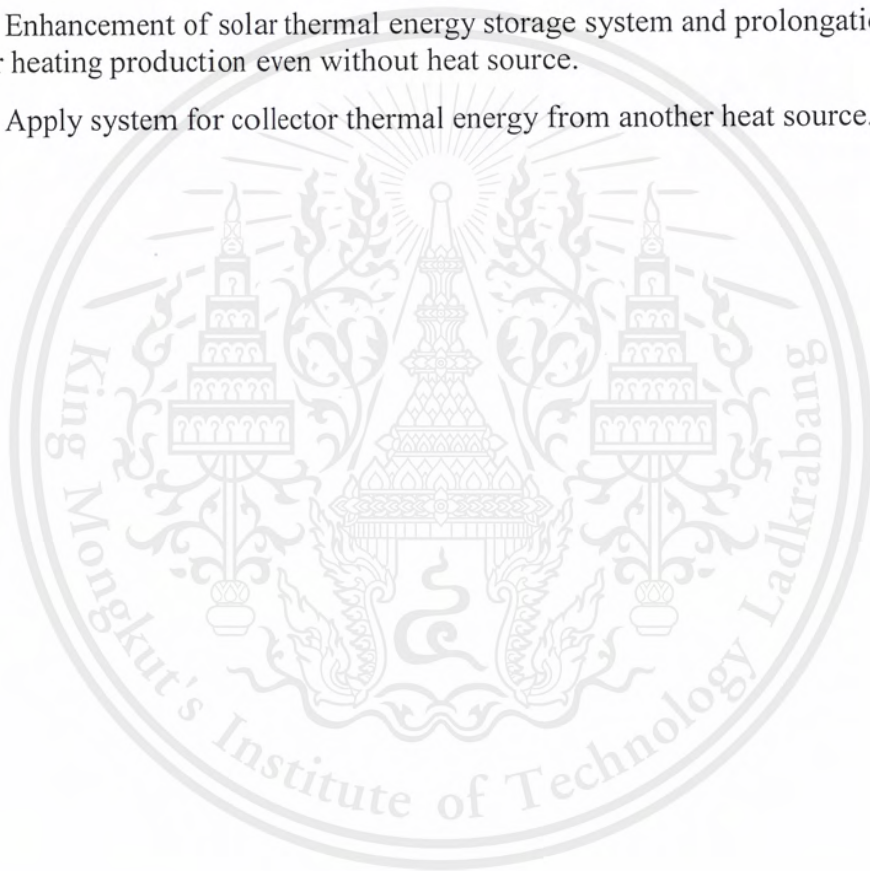 Enhancement of solar thermal energy storage system and prolongati
r heating production even without heat source.
Apply system for collector thermal energy from another heat source.
King Mongkut's Institute of Technology Ladkrabang